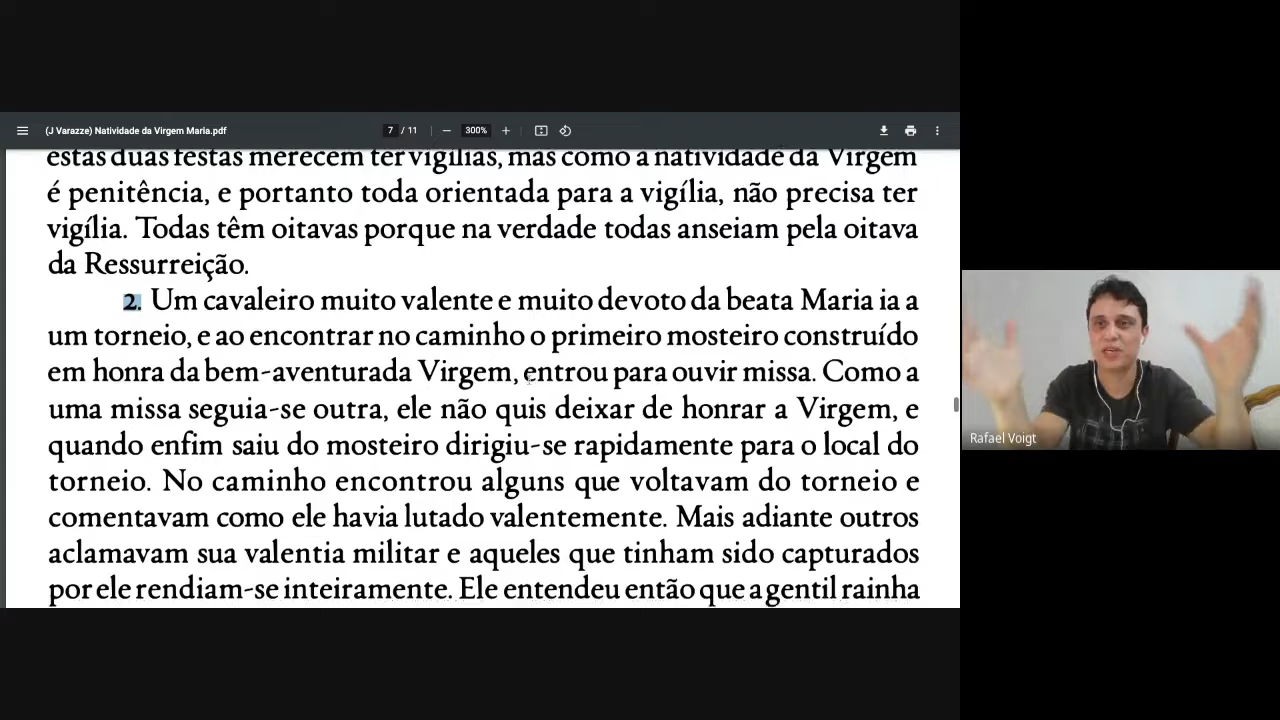 (J Varazze) Natividade da Virgem Maria.pdf
7 / 11
300%
estas duas festas merecem ter vigílias, mas como a natividade da Virgem
é penitência, e portanto toda orientada para a vigília, não precisa ter
vigília. Todas têm oitavas porque na verdade todas anseiam pela oitava
da Ressurreição.
2. Um cavaleiro muito valente e muito devoto da beata Maria ia a
um torneio, e ao encontrar no caminho o primeiro mosteiro construído
em honra da bem-aventurada Virgem, entrou para ouvir missa. Como a
uma missa seguia-se outra, ele não quis deixar de honrar a Virgem, e
quando enfim saiu do mosteiro dirigiu-se rapidamente para o local do
torneio. No caminho encontrou alguns que voltavam do torneio e
comentavam como ele havia lutado valentemente. Mais adiante outros
aclamavam sua valentia militar e aqueles que tinham sido capturados
por ele rendiam-se inteiramente. Ele entendeu então que a gentil rainha
Rafael Voigt